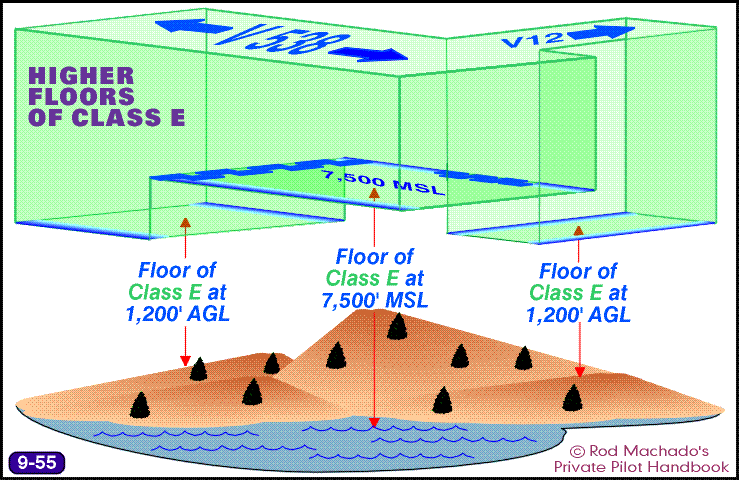 V 538
V12
HIGHER
FLOORS
OF CLASS E
7,500 MSL
Floor of
Class E at
1,200' AGL
Floor of
Class E at
7,500' MSL
Floor of
Class E at
1,200' AGL
9-55
© Rod Machado's
Private Pilot Handbook